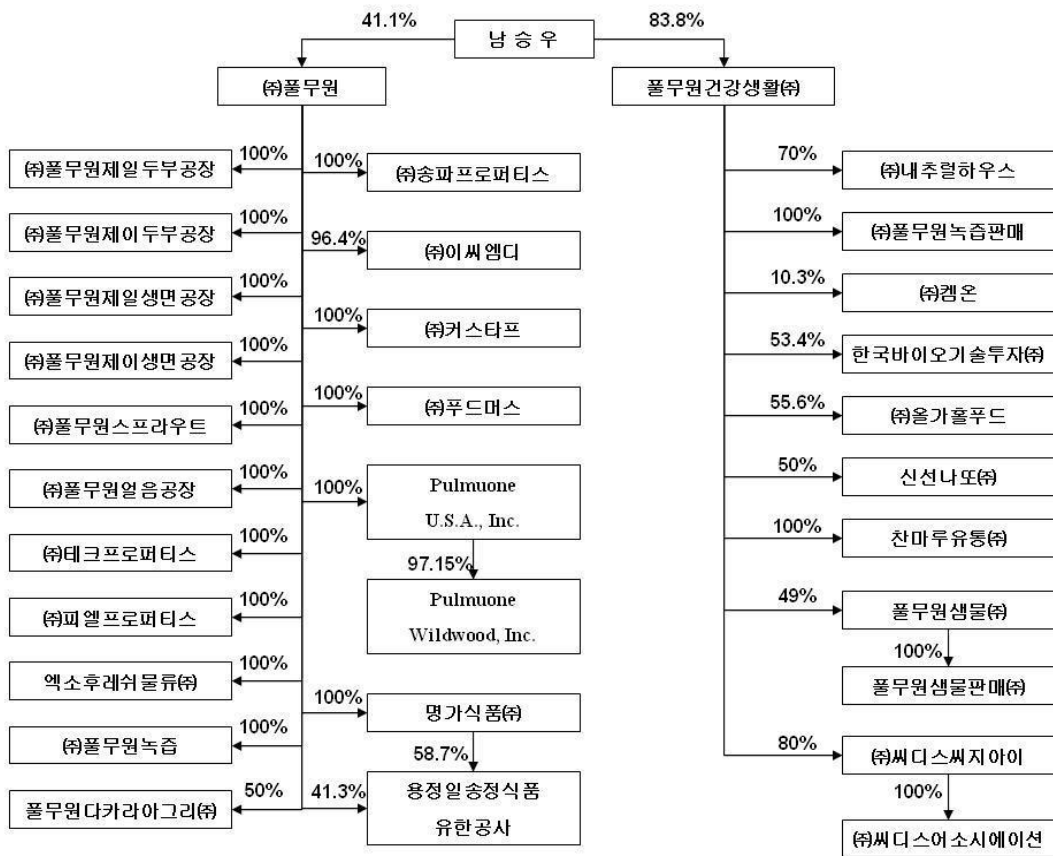 41.1%
남 승 우
83.8%
㈜풀무원
풀무원건강생활㈜
㈜풀무원제일두부공장
100%
100%
㈜송파프로퍼티스
70%
㈜내추럴하우스
㈜풀무원제이두부공장
100%
96.4%
㈜이씨엠디
100%
㈜풀무원녹즙판매
㈜풀무원제일생면공장
100%
100%
㈜커스타프
10.3%
㈜켐온
㈜풀무원제이생면공장
100%
53.4%
한국바이오기술투자㈜
㈜풀무원스프라우트
100%
100%
㈜푸드머스
55.6%
㈜올가홀푸드
㈜풀무원얼음공장
100%
100%
Pulmuone
U.S.A., Inc.
50%
신선나또㈜
㈜테크프로퍼티스
100%
97.15%
100%
찬마루유통㈜
㈜피엘프로퍼티스
100%
Pulmuone
Wildwood, Inc.
49%
풀무원샘물㈜
100%
풀무원샘물판매㈜
엑소후레쉬물류㈜
100%
100%
명가식품㈜
㈜풀무원녹즙
100%
58.7%
80%
㈜씨디스씨지아이
풀무원다카라아그리㈜
50%
41.3%
용정일송정식품
유한공사
100%
㈜씨디스어소시에이션